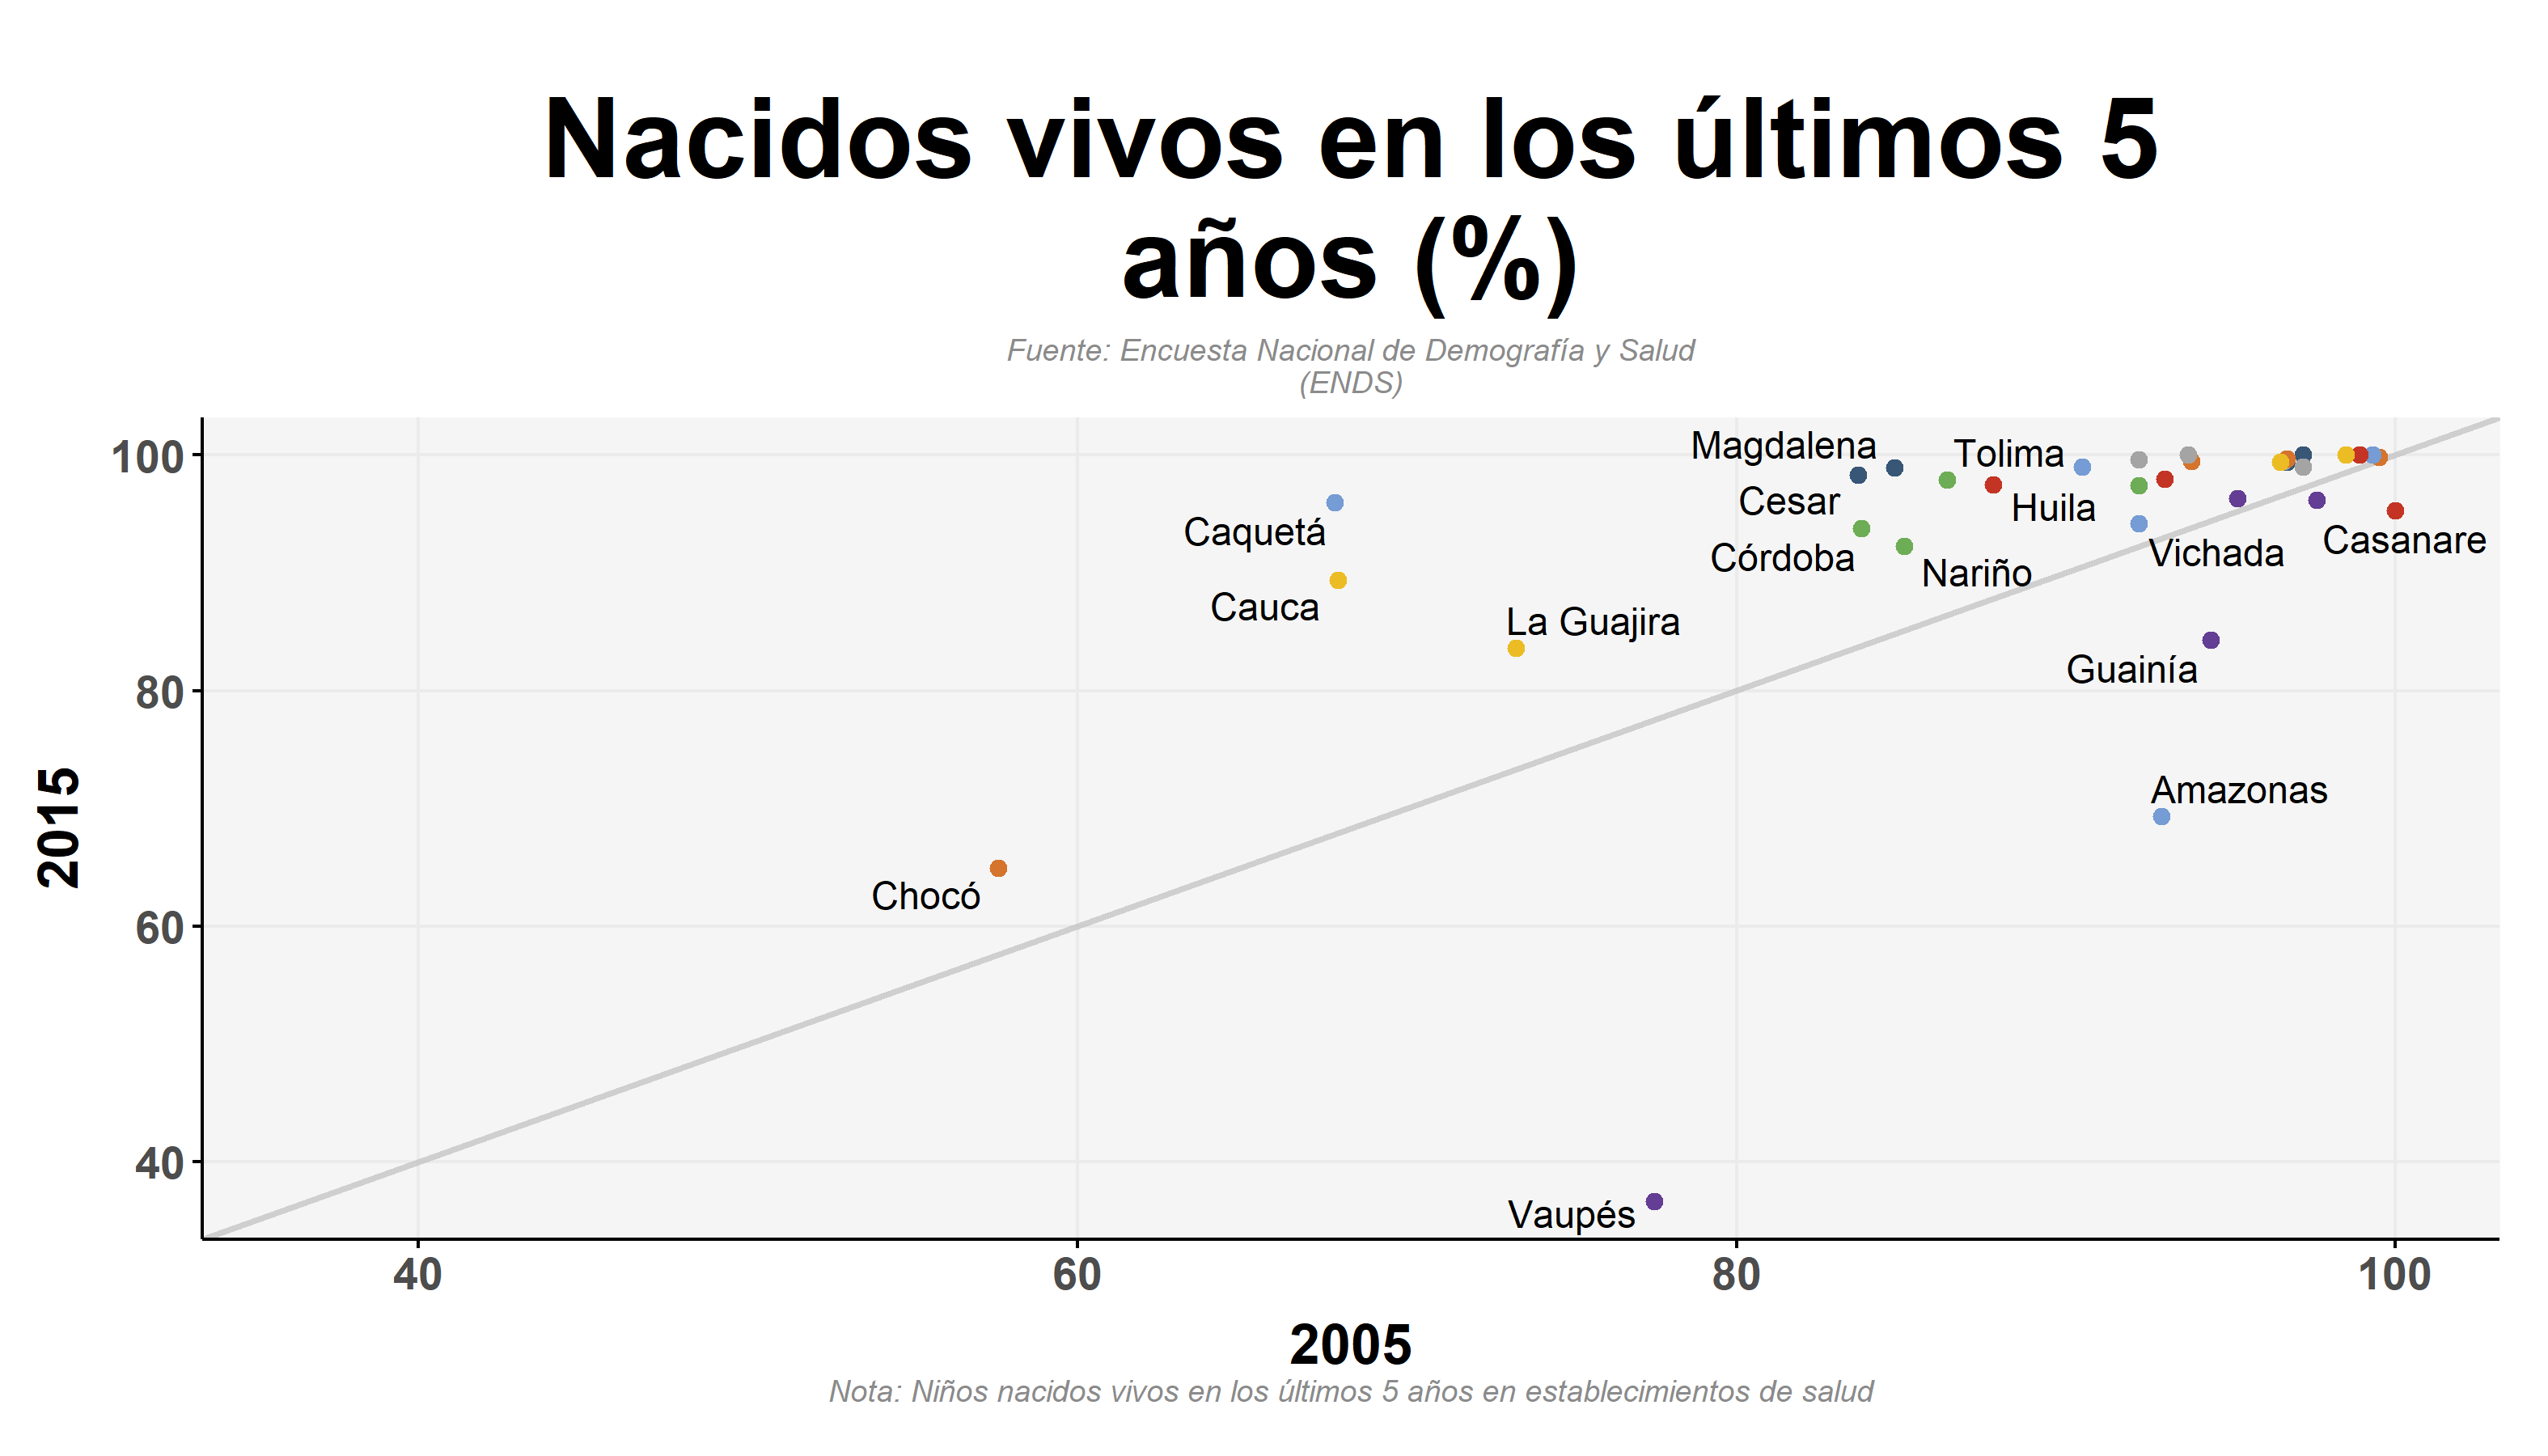 Nacidos vivos en los últimos 5
años (%)
Fuente: Encuesta Nacional de Demografía y Salud
(ENDS)
100
80
60
40
2015
Magdalena
Tolima
Cesar
Huila
Caquetá
Córdoba
Nariño
Vichada
Casanare
Cauca
La Guajira
Guainía
Amazonas
Chocó
Vaupés
40
60
80
100
2005
Nota: Niños nacidos vivos en los últimos 5 años en establecimientos de salud